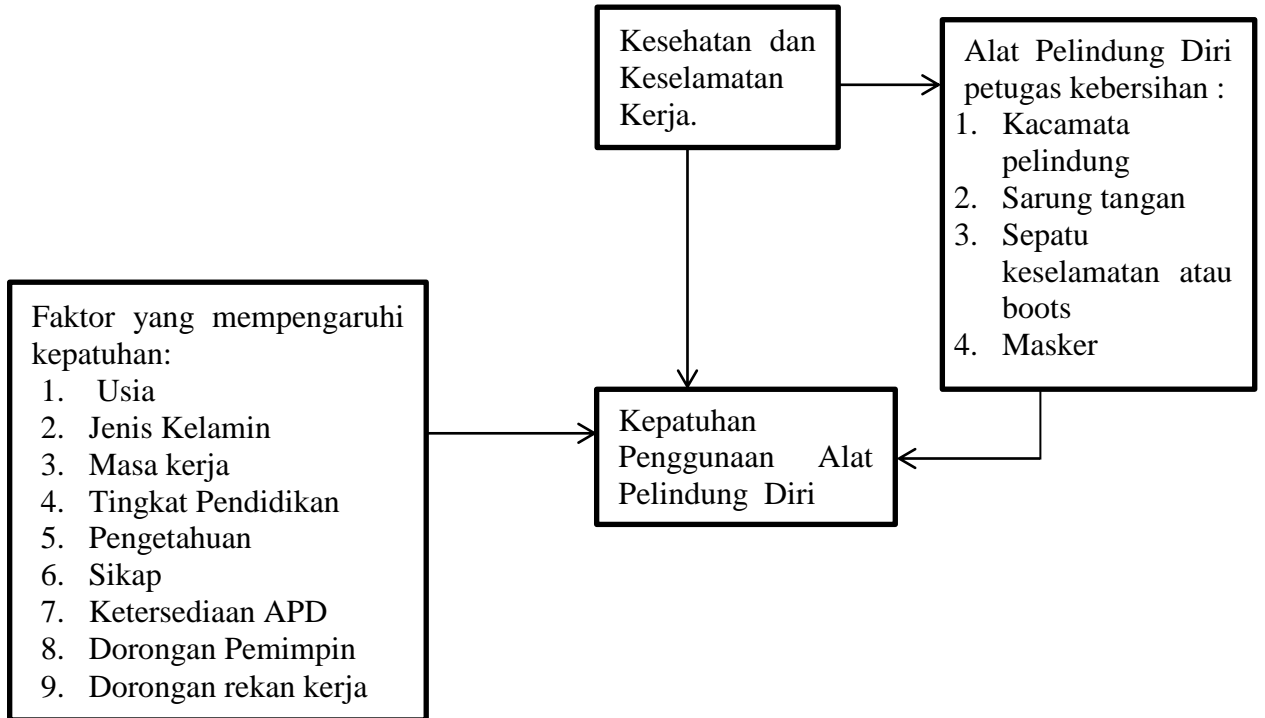 Kesehatan dan
Keselamatan
Kerja.
Alat Pelindung Diri
petugas kebersihan :
1. Kacamata
pelindung
2. Sarung tangan
3. Sepatu
keselamatan atau
boots
4. Masker
Faktor yang mempengaruhi
kepatuhan:
1. Usia
2. Jenis Kelamin
3. Masa kerja
4. Tingkat Pendidikan
5. Pengetahuan
6. Sikap
7. Ketersediaan APD
8. Dorongan Pemimpin
9. Dorongan rekan kerja
Kepatuhan
Penggunaan Alat
Pelindung Diri